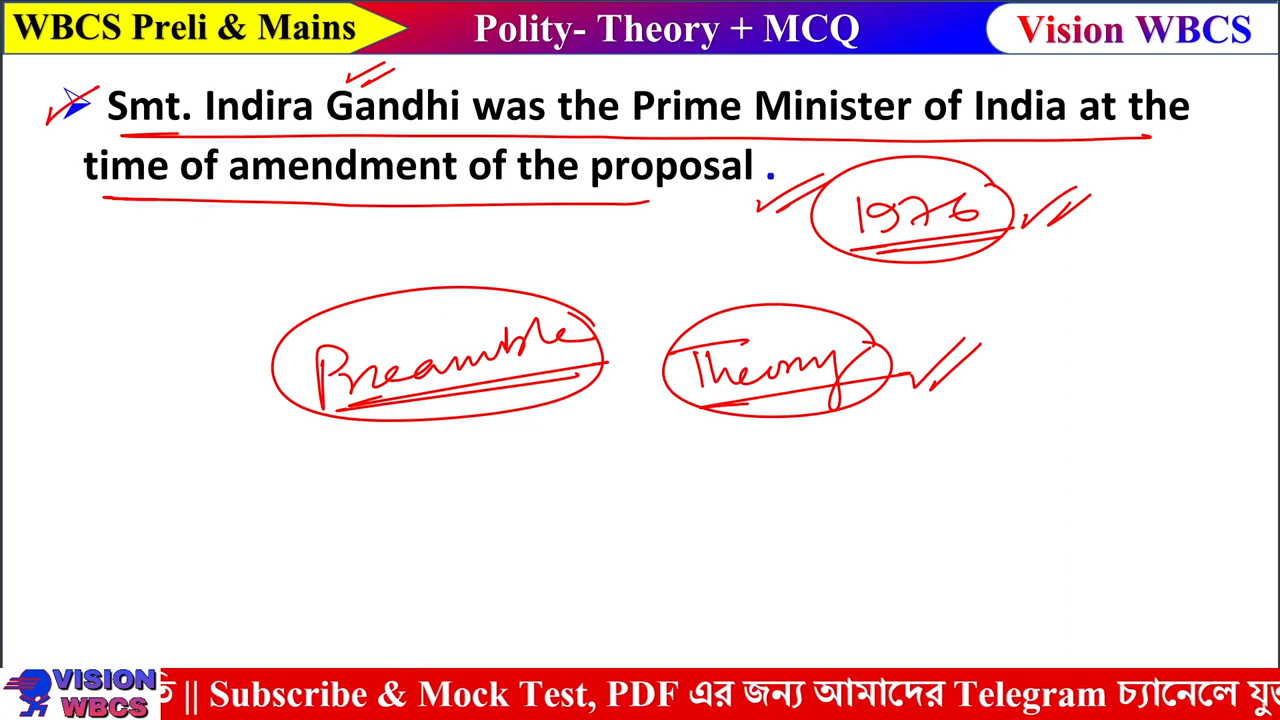 WBCS Preli & Mains
Polity- Theory + MCQ
Vision WBCS
Smt. Indira Gandhi was the Prime Minister of India at the
time of amendment of the proposal .
1976
Preamble
Theory
VISION
WBCS
তি || Subscribe & Mock Test, PDF এর জন্য আমাদের Telegram চ্যানেলে যু